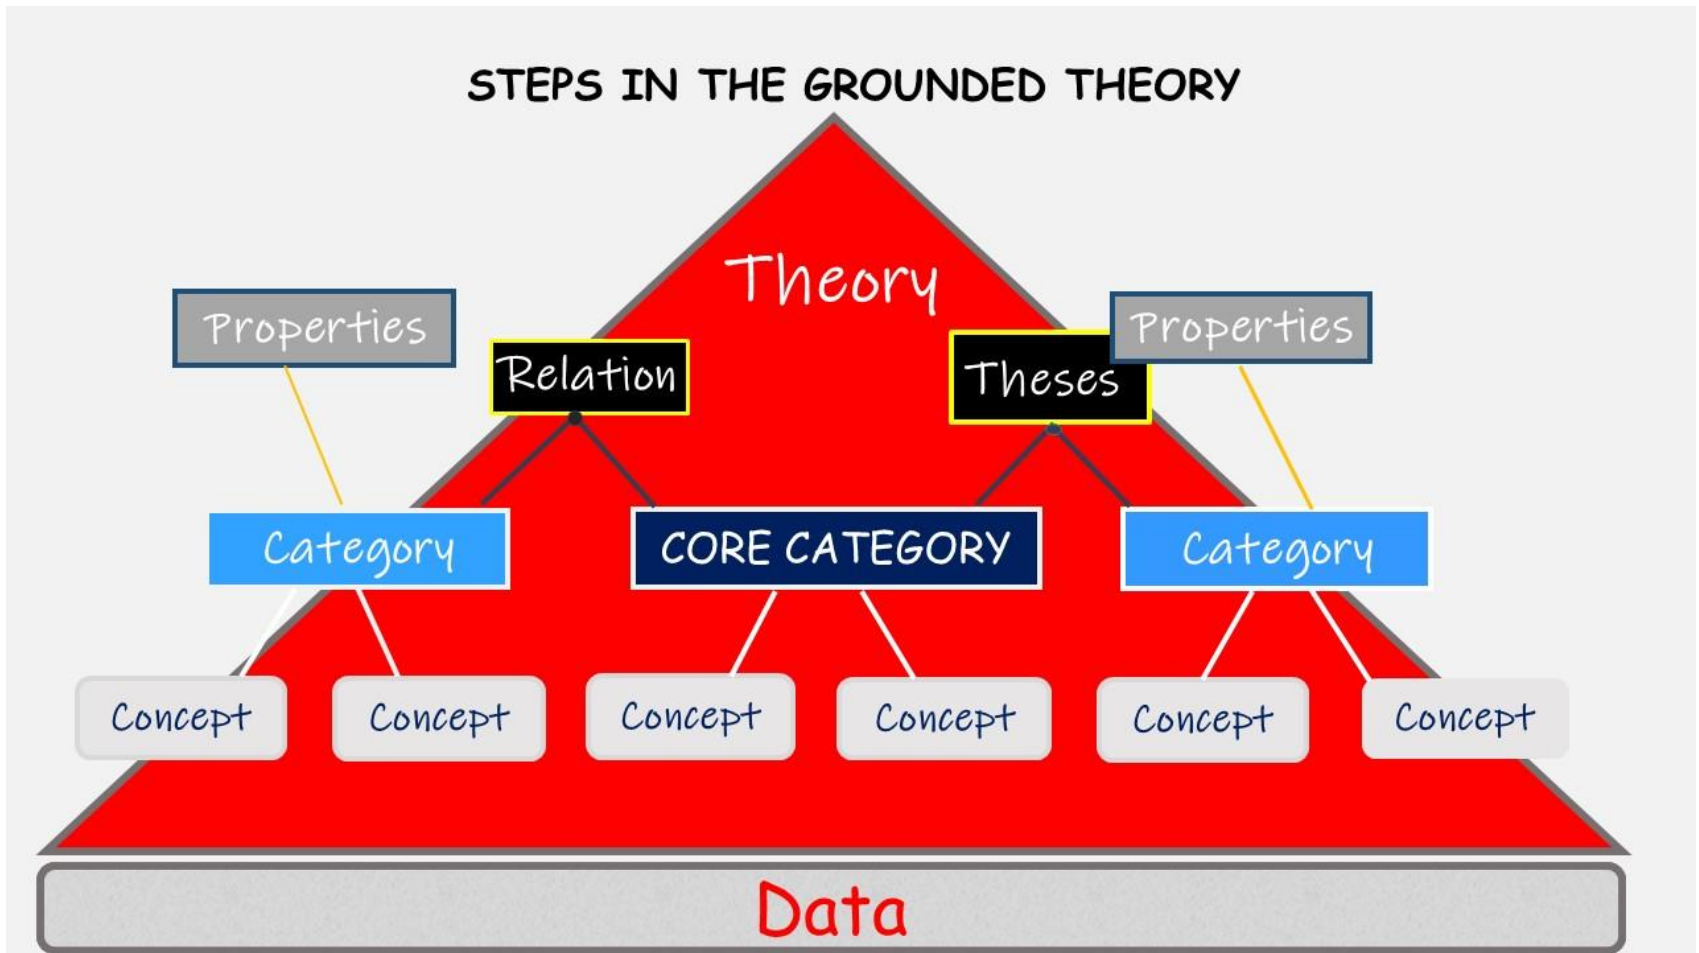 STEPS IN THE GROUNDED THEORY
Theory
Properties
Properties
Relation
Theses
Category
CORE CATEGORY
Category
Concept
Concept
Concept
Concept
Concept
Concept
Data